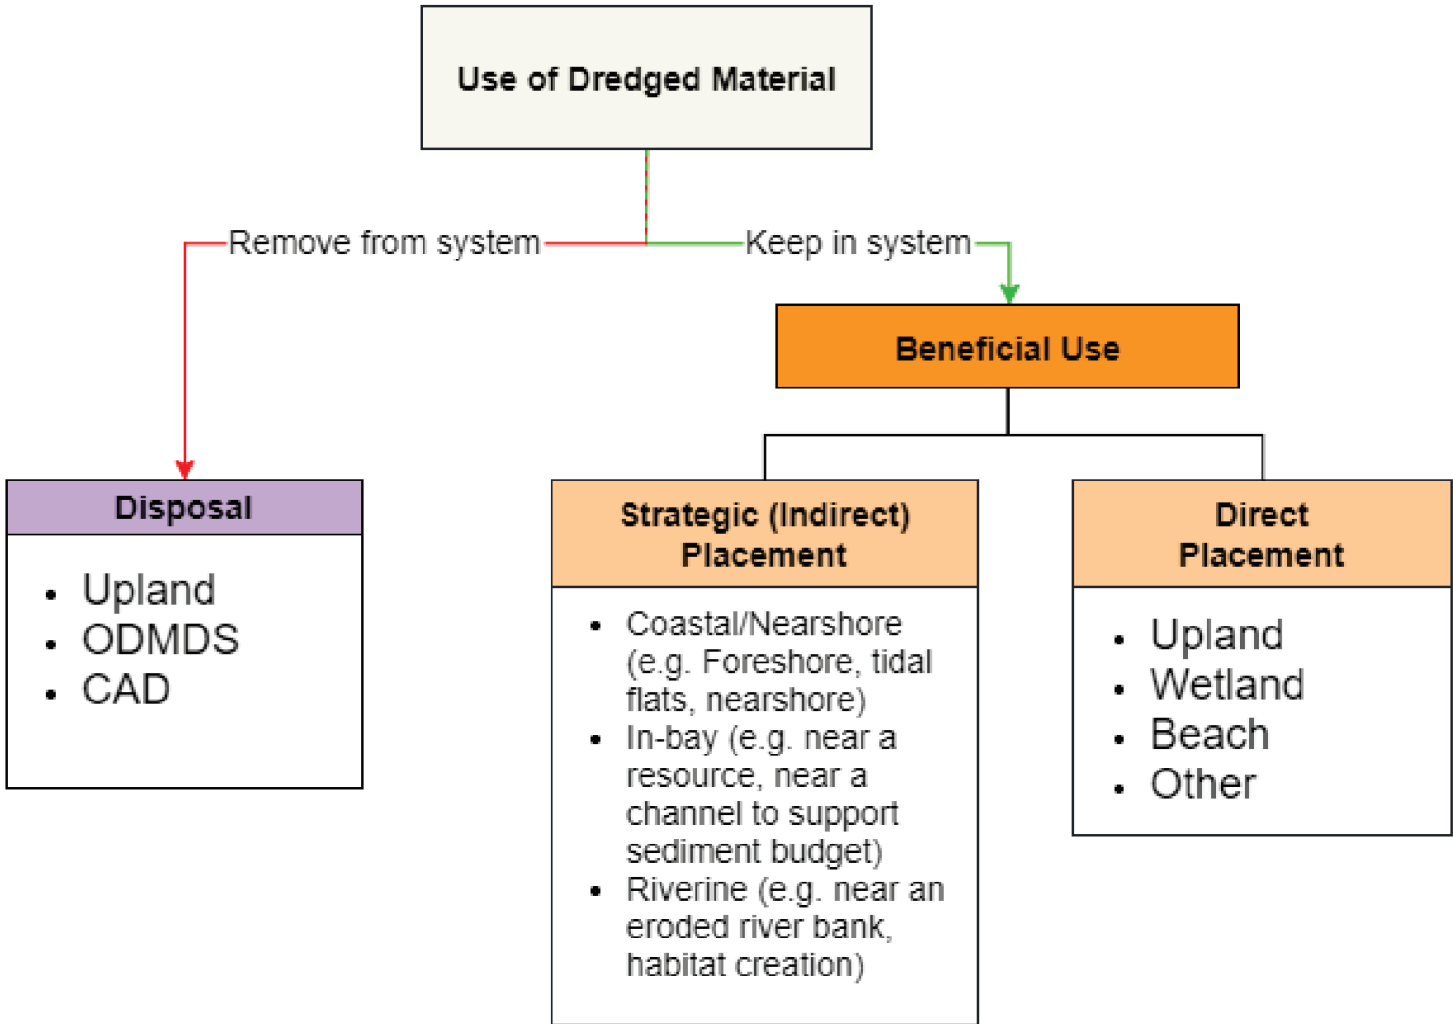 Use of Dredged Material
Remove from system
Keep in system
Beneficial Use
Disposal
• Upland
• ODMDS
• CAD
Strategic (Indirect)
Placement
• Coastal/Nearshore
(e.g. Foreshore, tidal
flats, nearshore)
• In-bay (e.g. near a
resource, near a
channel to support
sediment budget)
• Riverine (e.g. near an
eroded river bank,
habitat creation)
Direct
Placement
• Upland
• Wetland
• Beach
• Other